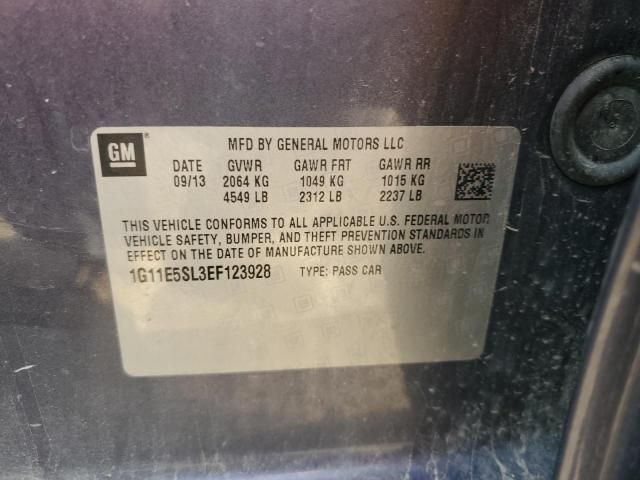 GM ®
MFD BY GENERAL MOTORS LLC
DATE GVWR GAWR FRT GAWR RR
09/13 2064 KG 1049 KG 1015 KG
4549 LB 2312 LB 2237 LB
THIS VEHICLE CONFORMS TO ALL APPLICABLE U.S. FEDERAL MOTOR
VEHICLE SAFETY, BUMPER, AND THEFT PREVENTION STANDARDS IN
EFFECT ON THE DATE OF MANUFACTURE SHOWN ABOVE.
1G11E5SL3EF123928 TYPE: PASS CAR